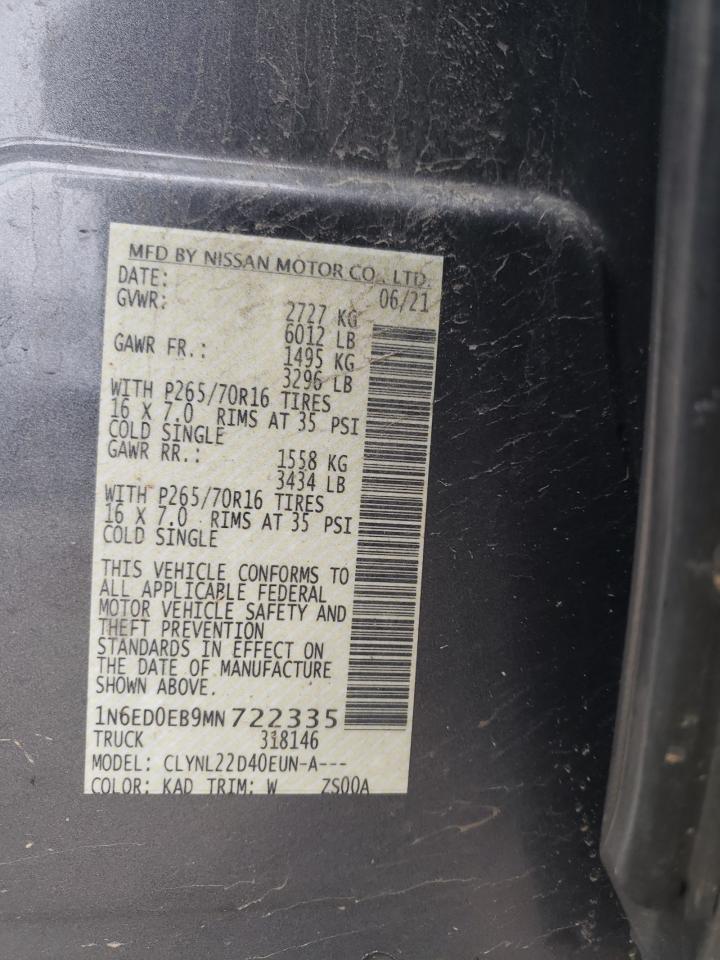 MFD BY NISSAN MOTOR CO., LTD.
DATE: 06/21
GVWR: 2727 KG
6012 LB
GAWR FR.: 1495 KG
3296 LB
WITH P265/70R16 TIRES
16 X 7.0 RIMS AT 35 PSI
COLD SINGLE
GAWR RR.: 1558 KG
3434 LB
WITH P265/70R16 TIRES
16 X 7.0 RIMS AT 35 PSI
COLD SINGLE
THIS VEHICLE CONFORMS TO
ALL APPLICABLE FEDERAL
MOTOR VEHICLE SAFETY AND
THEFT PREVENTION
STANDARDS IN EFFECT ON
THE DATE OF MANUFACTURE
SHOWN ABOVE.
1N6ED0EB9MN722335
TRUCK 318146
MODEL: CLYNL22D40EUN-A---
COLOR: KAD TRIM: W ZS00A